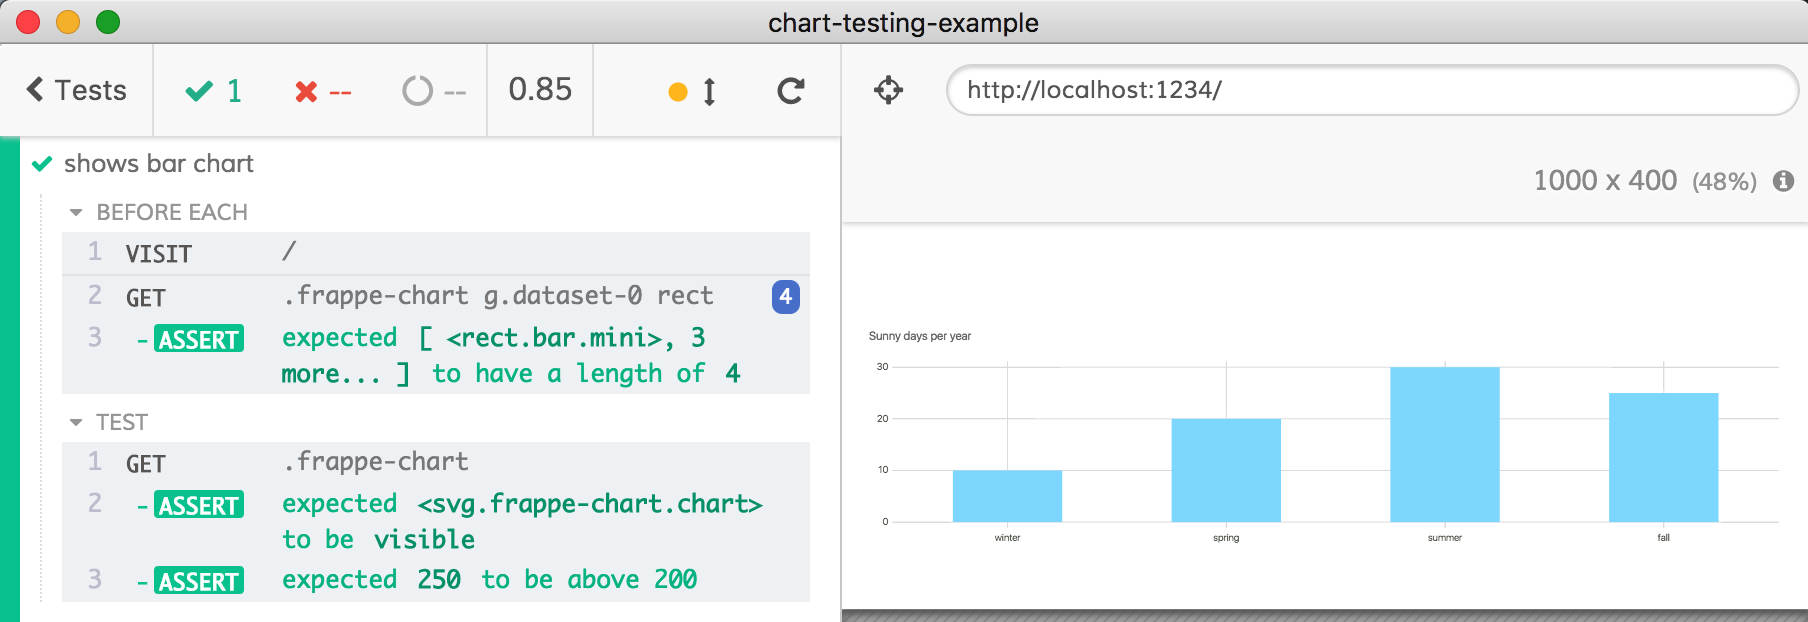 chart-testing-example
Tests
1
--
--
0.85
http://localhost:1234/
1000 x 400 (48%)
shows bar chart
BEFORE EACH
1 VISIT /
2 GET .frappe-chart g.dataset-0 rect 4
3 -ASSERT expected [ <rect.bar.mini>, 3
more... ] to have a length of 4
TEST
1 GET .frappe-chart
2 -ASSERT expected <svg.frappe-chart.chart>
to be visible
3 -ASSERT expected 250 to be above 200
Sunny days per year
30
20
10
0
winter spring summer fall